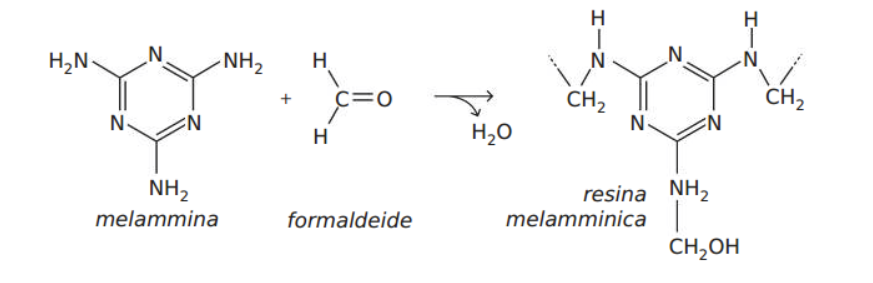 H₂N N NH₂
N N
NH₂
melammina
+
H
C=O
H
formaldeide
H₂O
H H
N N N
CH₂ CH₂
N N
NH₂
CH₂OH
resina
melamminica